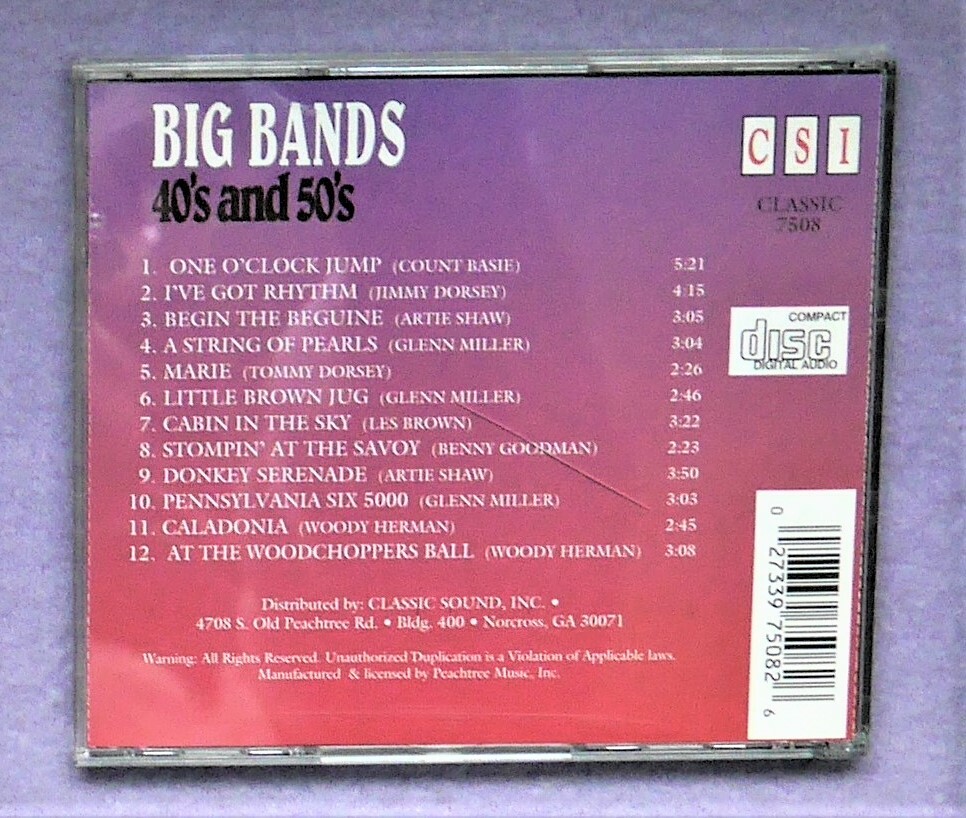 BIG BANDS
40's and 50's
CSI
CLASSIC
7508
1. ONE O'CLOCK JUMP (COUNT BASIE) 5:21
2. I'VE GOT RHYTHM (JIMMY DORSEY) 4:15
3. BEGIN THE BEGUINE (ARTIE SHAW) 3:05
4. A STRING OF PEARLS (GLENN MILLER) 3:04
5. MARIE (TOMMY DORSEY) 2:26
6. LITTLE BROWN JUG (GLENN MILLER) 2:46
7. CABIN IN THE SKY (LES BROWN) 3:22
8. STOMPIN' AT THE SAVOY (BENNY GOODMAN) 2:23
9. DONKEY SERENADE (ARTIE SHAW) 3:50
10. PENNSYLVANIA SIX 5000 (GLENN MILLER) 3:03
11. CALADONIA (WOODY HERMAN) 2:45
12. AT THE WOODCHOPPERS BALL (WOODY HERMAN) 3:08
COMPACT
disc
DIGITAL AUDIO
Distributed by: CLASSIC SOUND, INC. •
4708 S. Old Peachtree Rd. • Bldg. 400 • Norcross, GA 30071
Warning: All Rights Reserved. Unauthorized Duplication is a Violation of Applicable laws.
Manufactured & licensed by Peachtree Music, Inc.
0 27339 75082 6